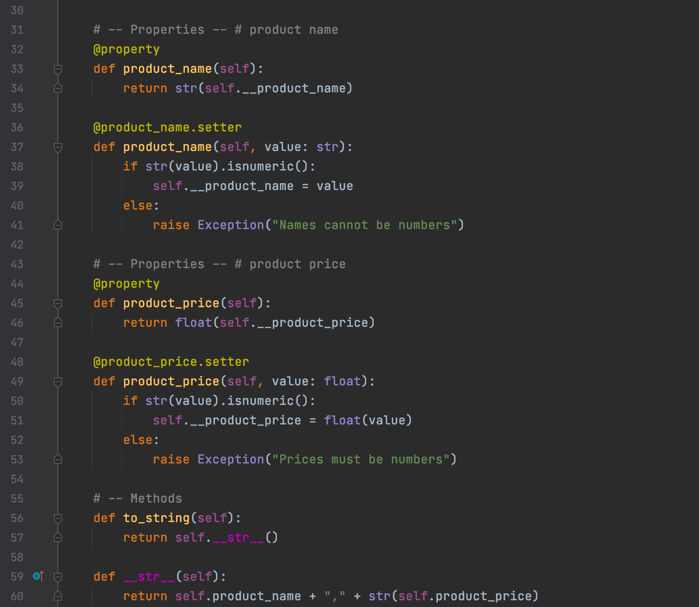 30
31 # -- Properties -- # product name
32 @property
33 def product_name(self):
34 return str(self.__product_name)
35
36 @product_name.setter
37 def product_name(self, value: str):
38 if str(value).isnumeric():
39 self.__product_name = value
40 else:
41 raise Exception("Names cannot be numbers")
42
43 # -- Properties -- # product price
44 @property
45 def product_price(self):
46 return float(self.__product_price)
47
48 @product_price.setter
49 def product_price(self, value: float):
50 if str(value).isnumeric():
51 self.__product_price = float(value)
52 else:
53 raise Exception("Prices must be numbers")
54
55 # -- Methods
56 def to_string(self):
57 return self.__str__()
58
59 def __str__(self):
60 return self.product_name + "," + str(self.product_price)